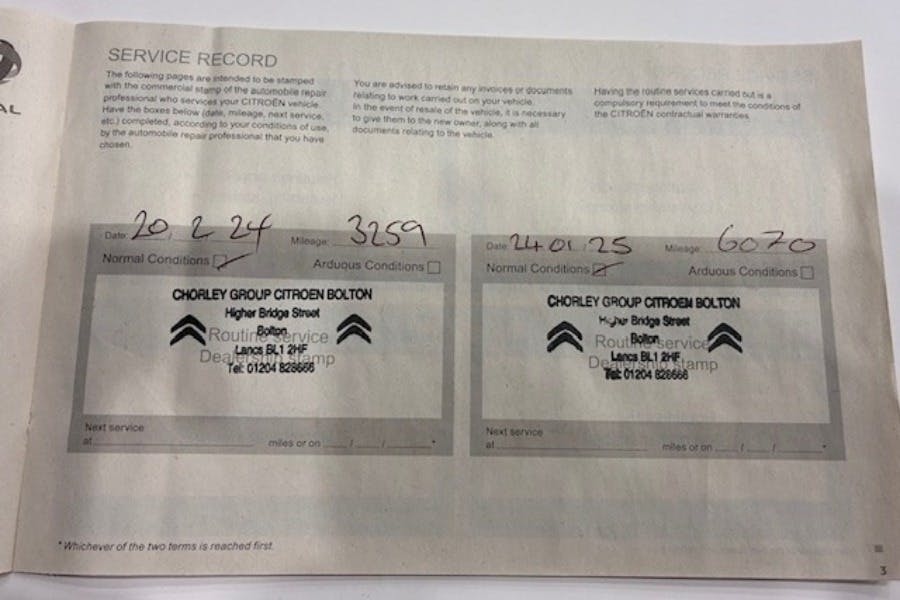 AL
SERVICE RECORD
The following pages are intended to be stamped
with the commercial stamp of the automobile repair
professional who services your CITROËN vehicle.
Have the boxes below (date, mileage, next service,
etc.) completed, according to your conditions of use,
by the automobile repair professional that you have
chosen.
You are advised to retain any invoices or documents
relating to work carried out on your vehicle.
In the event of resale of the vehicle, it is necessary
to give them to the new owner, along with all
documents relating to the vehicle.
Having the routine services carried out is a
compulsory requirement to meet the conditions of
the CITROËN contractual warranties.
Date: 20. 2. 24 Mileage: 3259
Normal Conditions Arduous Conditions
CHORLEY GROUP CITROEN BOLTON
Higher Bridge Street
Bolton
Routine service
Lancs BL1 2HF
Dealership stamp
Tel: 01204 828666
Next service
at miles or on / / *
Date: 24.01.25 Mileage: 6070
Normal Conditions Arduous Conditions
CHORLEY GROUP CITROEN BOLTON
Higher Bridge Street
Bolton
Routine service
Lancs BL1 2HF
Dealership stamp
Tel: 01204 828666
Next service
at miles or on / / *
* Whichever of the two terms is reached first.
3